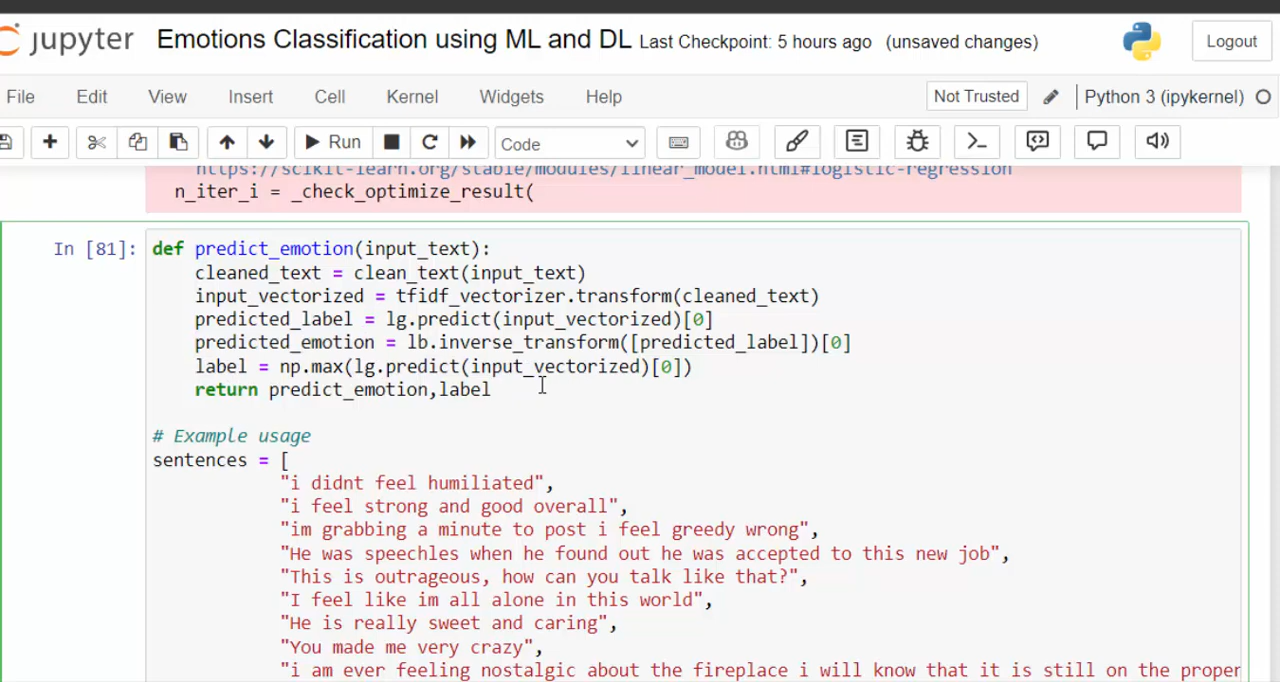 jupyter Emotions Classification using ML and DL Last Checkpoint: 5 hours ago (unsaved changes) Logout
File Edit View Insert Cell Kernel Widgets Help Not Trusted Python 3 (ipykernel)
Run Code
https://scikit-learn.org/stable/modules/linear_model.html#logistic-regression
n_iter_i = _check_optimize_result(
In [81]: def predict_emotion(input_text):
cleaned_text = clean_text(input_text)
input_vectorized = tfidf_vectorizer.transform(cleaned_text)
predicted_label = lg.predict(input_vectorized)[0]
predicted_emotion = lb.inverse_transform([predicted_label])[0]
label = np.max(lg.predict(input_vectorized)[0])
return predict_emotion,label
# Example usage
sentences = [
"i didnt feel humiliated",
"i feel strong and good overall",
"im grabbing a minute to post i feel greedy wrong",
"He was speechles when he found out he was accepted to this new job",
"This is outrageous, how can you talk like that?",
"I feel like im all alone in this world",
"He is really sweet and caring",
"You made me very crazy",
"i am ever feeling nostalgic about the fireplace i will know that it is still on the proper